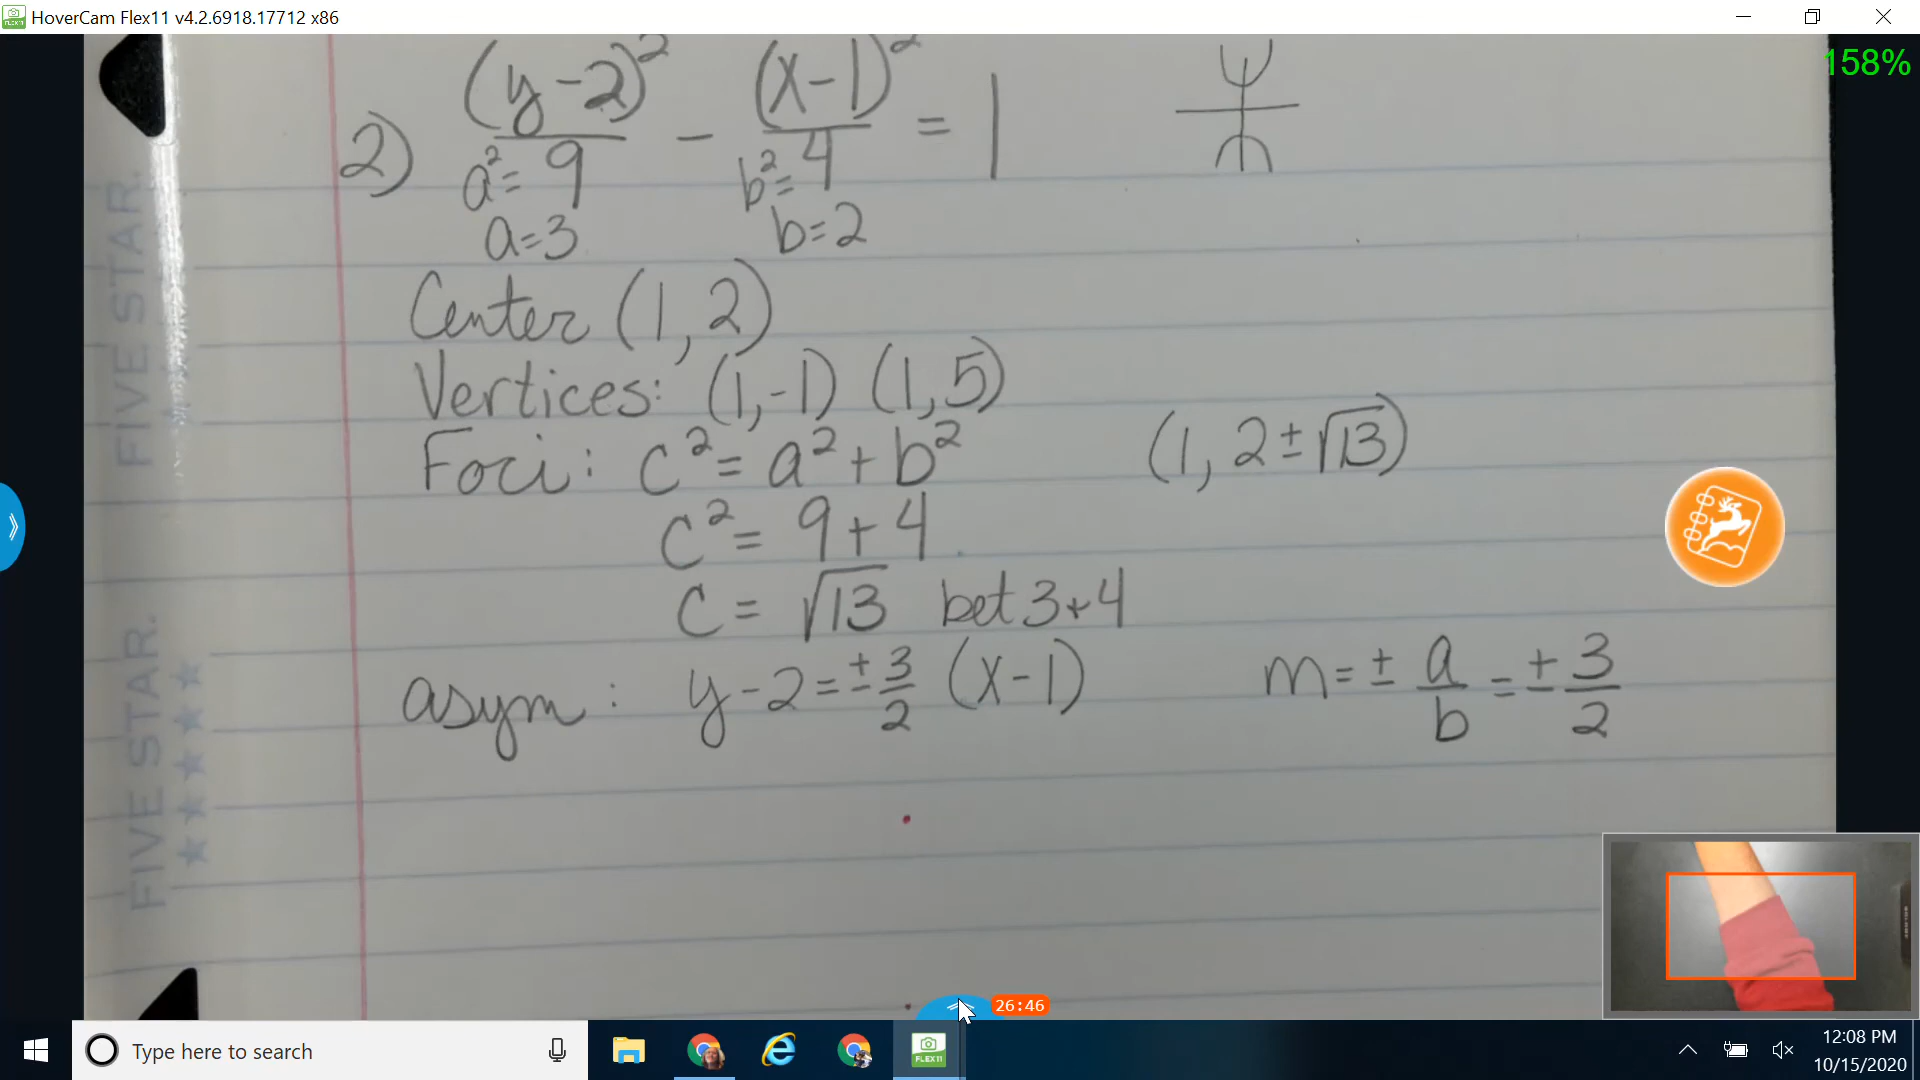 HoverCam Flex11 v4.2.6918.17712 x86
158%
2) (y-2)²/9 - (x-1)²/4 = 1
a²= b²=
a=3 b=2
Center (1, 2)
Vertices: (1,-1) (1,5)
Foci: c² = a² + b² (1, 2±√13)
c² = 9+4
c = √13 bet 3+4
asym: y-2=±3/2 (x-1) m=± a/b = ±3/2
FIVE STAR.
FIVE STAR.
26:46
Type here to search
FLEX11
12:08 PM
10/15/2020